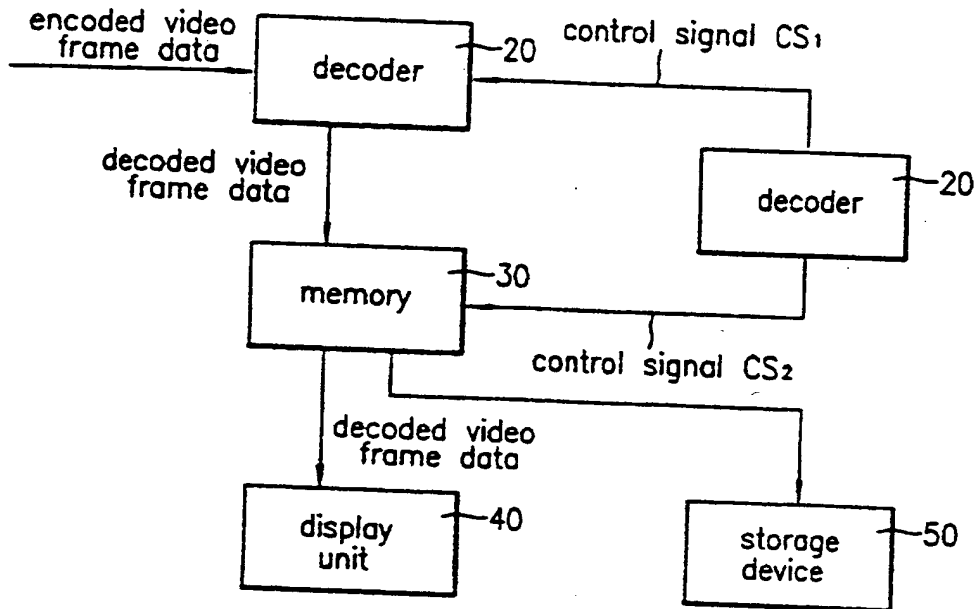 encoded video
frame data
decoder
20
control signal CS₁
decoded video
frame data
decoder
20
memory
30
control signal CS₂
decoded video
frame data
display
unit
40
storage
device
50